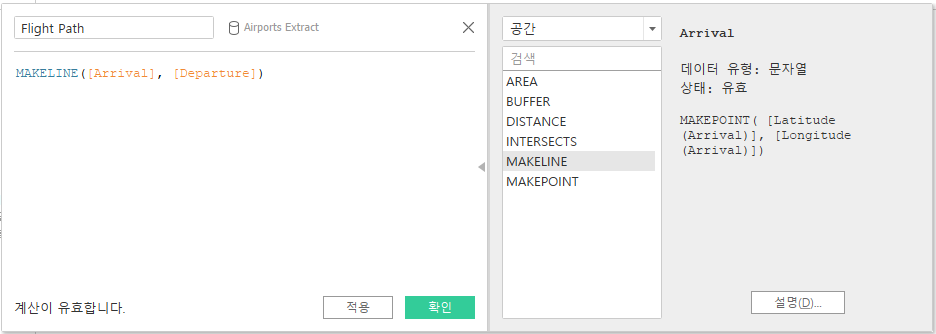 Flight Path
Airports Extract
MAKELINE([Arrival], [Departure])
계산이 유효합니다.
적용
확인
공간
검색
AREA
BUFFER
DISTANCE
INTERSECTS
MAKELINE
MAKEPOINT
Arrival
데이터 유형: 문자열
상태: 유효
MAKEPOINT( [Latitude
(Arrival)], [Longitude
(Arrival)])
설명(D)...